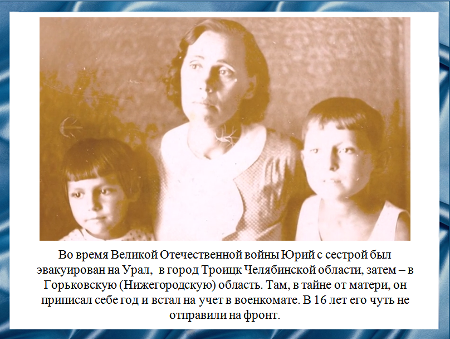 Во время Великой Отечественной войны Юрий с сестрой был
эвакуирован на Урал, в город Троицк Челябинской области, затем – в
Горьковскую (Нижегородскую) область. Там, в тайне от матери, он
приписал себе год и встал на учет в военкомате. В 16 лет его чуть не
отправили на фронт.